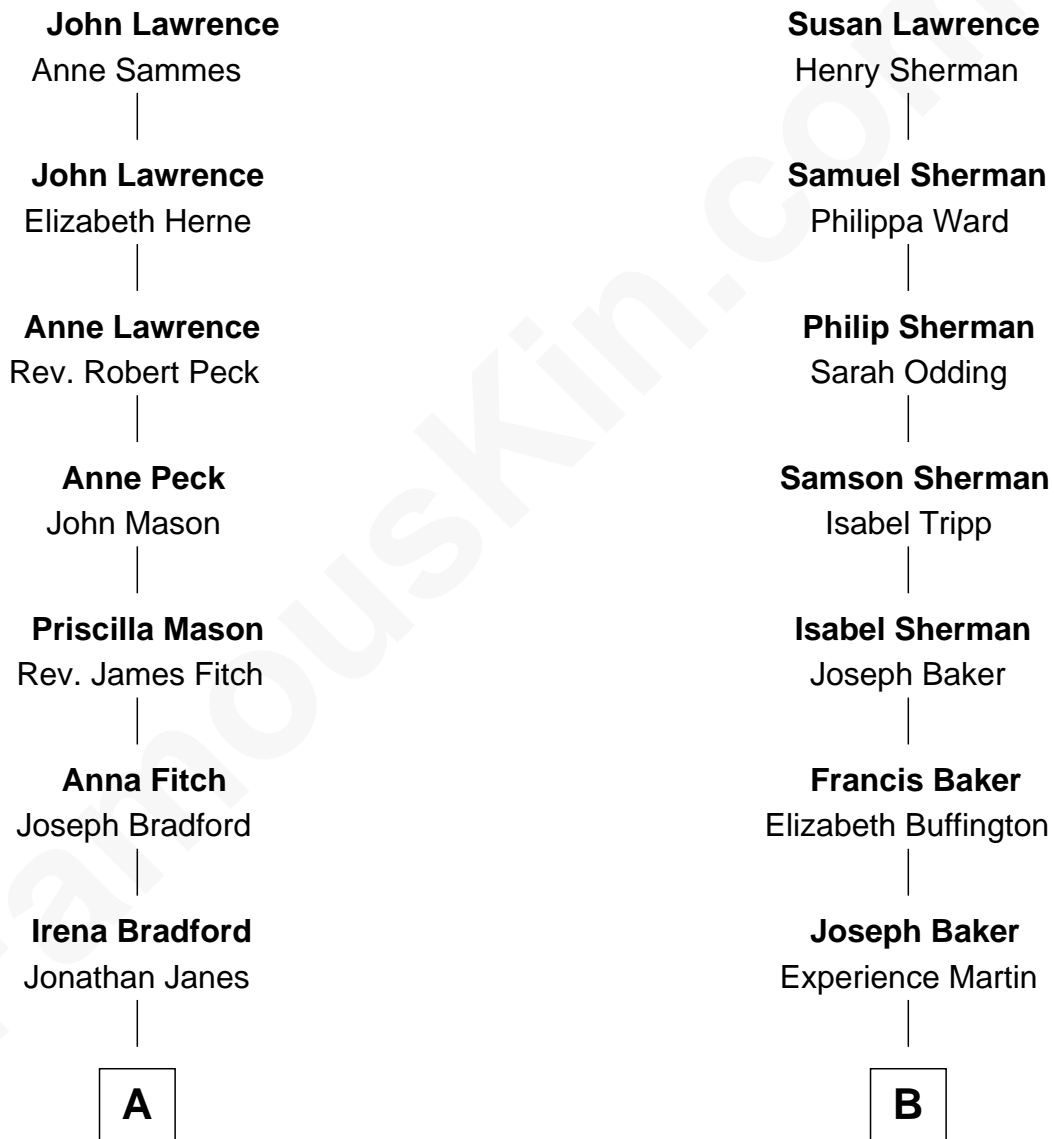 John Lawrence
Anne Sammes
John Lawrence
Elizabeth Herne
Anne Lawrence
Rev. Robert Peck
Anne Peck
John Mason
Priscilla Mason
Rev. James Fitch
Anna Fitch
Joseph Bradford
Irena Bradford
Jonathan Janes
A
Susan Lawrence
Henry Sherman
Samuel Sherman
Philippa Ward
Philip Sherman
Sarah Odding
Samson Sherman
Isabel Tripp
Isabel Sherman
Joseph Baker
Francis Baker
Elizabeth Buffington
Joseph Baker
Experience Martin
B
FamousKin.com